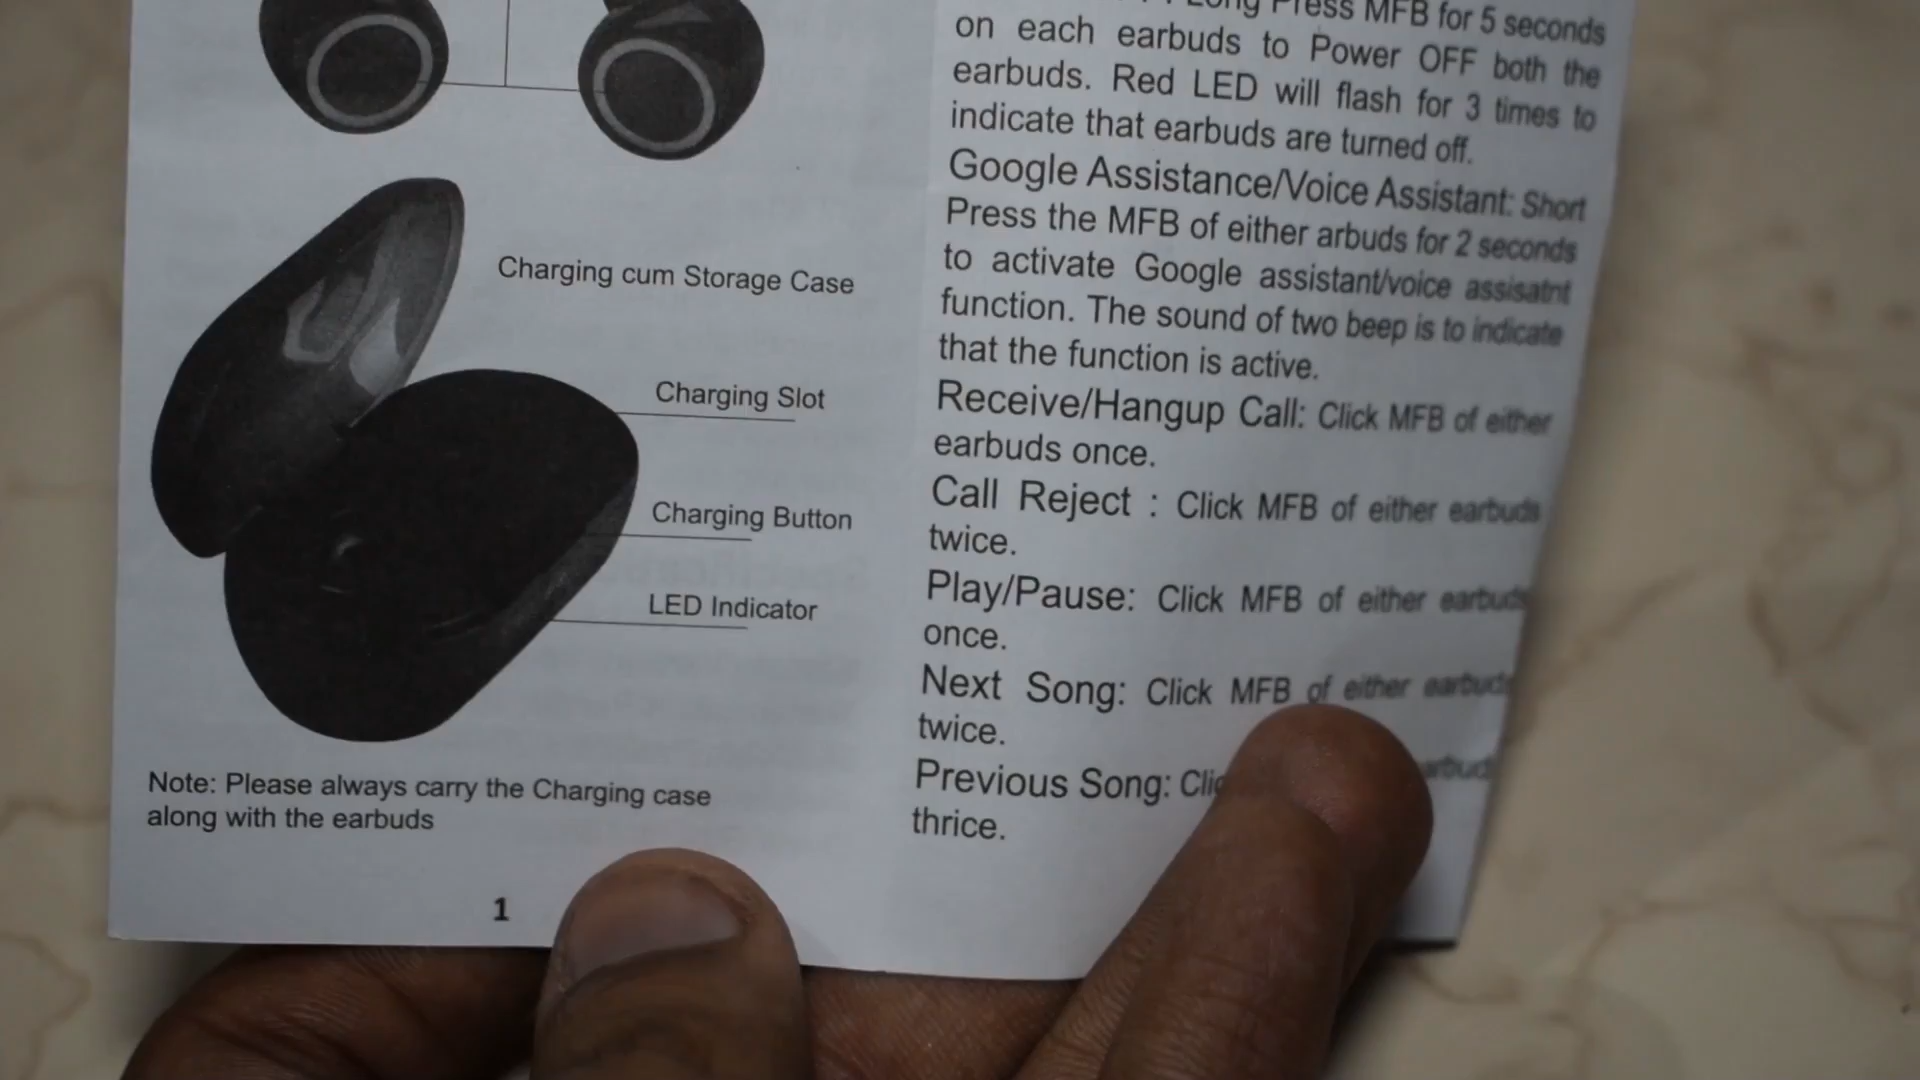 Charging cum Storage Case
Charging Slot
Charging Button
LED Indicator
Note: Please always carry the Charging case
along with the earbuds
1
Long Press MFB for 5 seconds
on each earbuds to Power OFF both the
earbuds. Red LED will flash for 3 times to
indicate that earbuds are turned off.
Google Assistance/Voice Assistant: Short
Press the MFB of either arbuds for 2 seconds
to activate Google assistant/voice assisatnt
function. The sound of two beep is to indicate
that the function is active.
Receive/Hangup Call: Click MFB of either
earbuds once.
Call Reject : Click MFB of either earbuds
twice.
Play/Pause: Click MFB of either earbuds
once.
Next Song: Click MFB of either earbuds
twice.
Previous Song:
thrice.